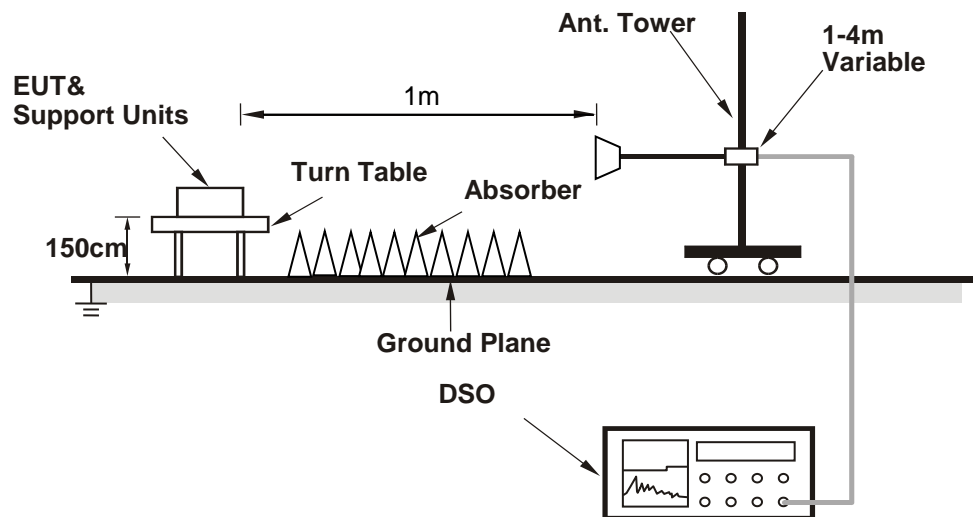 Ant. Tower
1-4m
Variable
EUT&
Support Units
1m
Turn Table
Absorber
150cm
Ground Plane
DSO